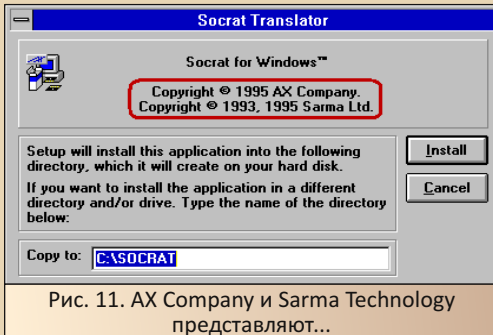 Socrat Translator
Socrat for Windows™
Copyright © 1995 AX Company.
Copyright © 1993, 1995 Sarma Ltd.
Setup will install this application into the following
directory, which it will create on your hard disk.
If you want to install the application in a different
directory and/or drive. Type the name of the directory
below:
Install
Cancel
Copy to: C:\SOCRAT
Рис. 11. AX Company и Sarma Technology
представляют...